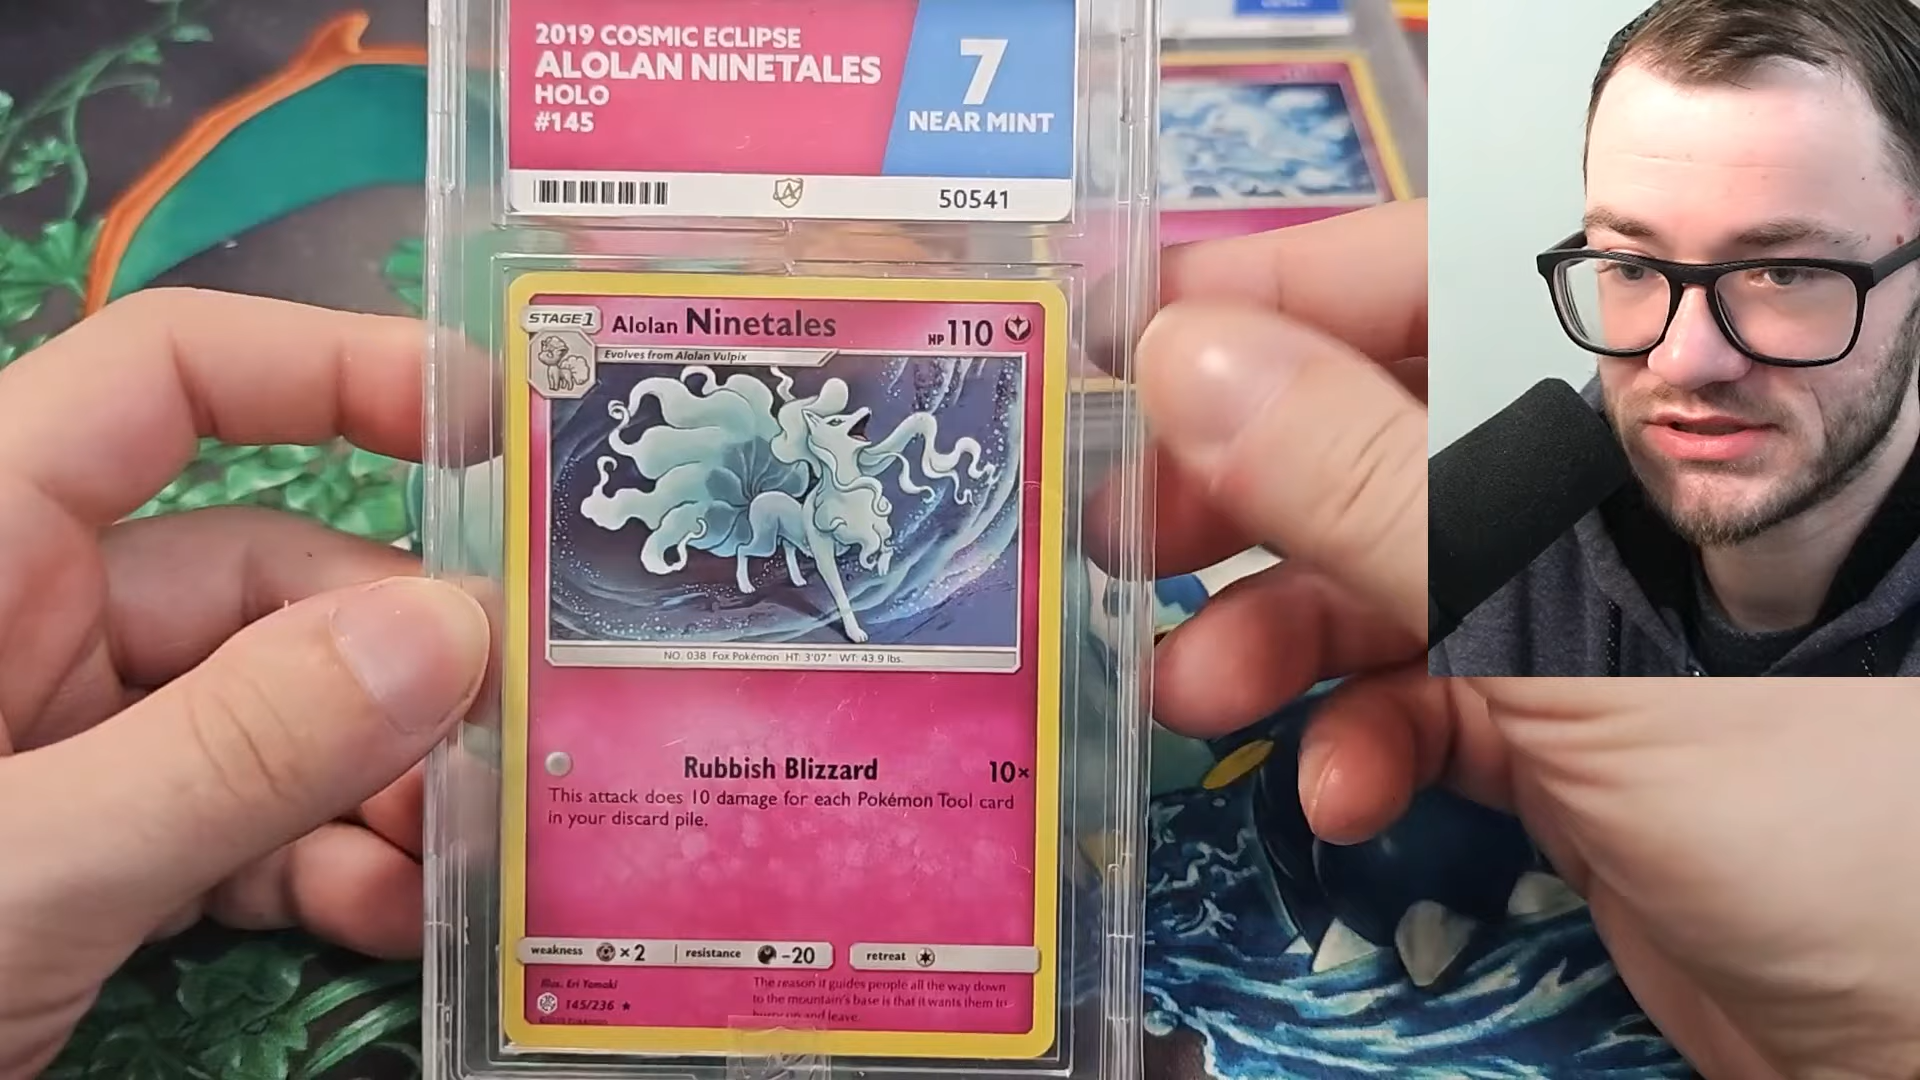 2019 COSMIC ECLIPSE
ALOLAN NINETALES
HOLO
#145
7
NEAR MINT
50541
STAGE1
Alolan Ninetales
HP 110
Evolves from Alolan Vulpix
NO. 038 Fox Pokémon HT: 3'07" WT: 43.9 lbs.
Rubbish Blizzard 10×
This attack does 10 damage for each Pokémon Tool card
in your discard pile.
weakness ×2 resistance -20 retreat
Illus. Eri Yamaki
145/236 ★
The reason it guides people all the way down
to the mountain's base is that it wants them to
hurry up and leave.